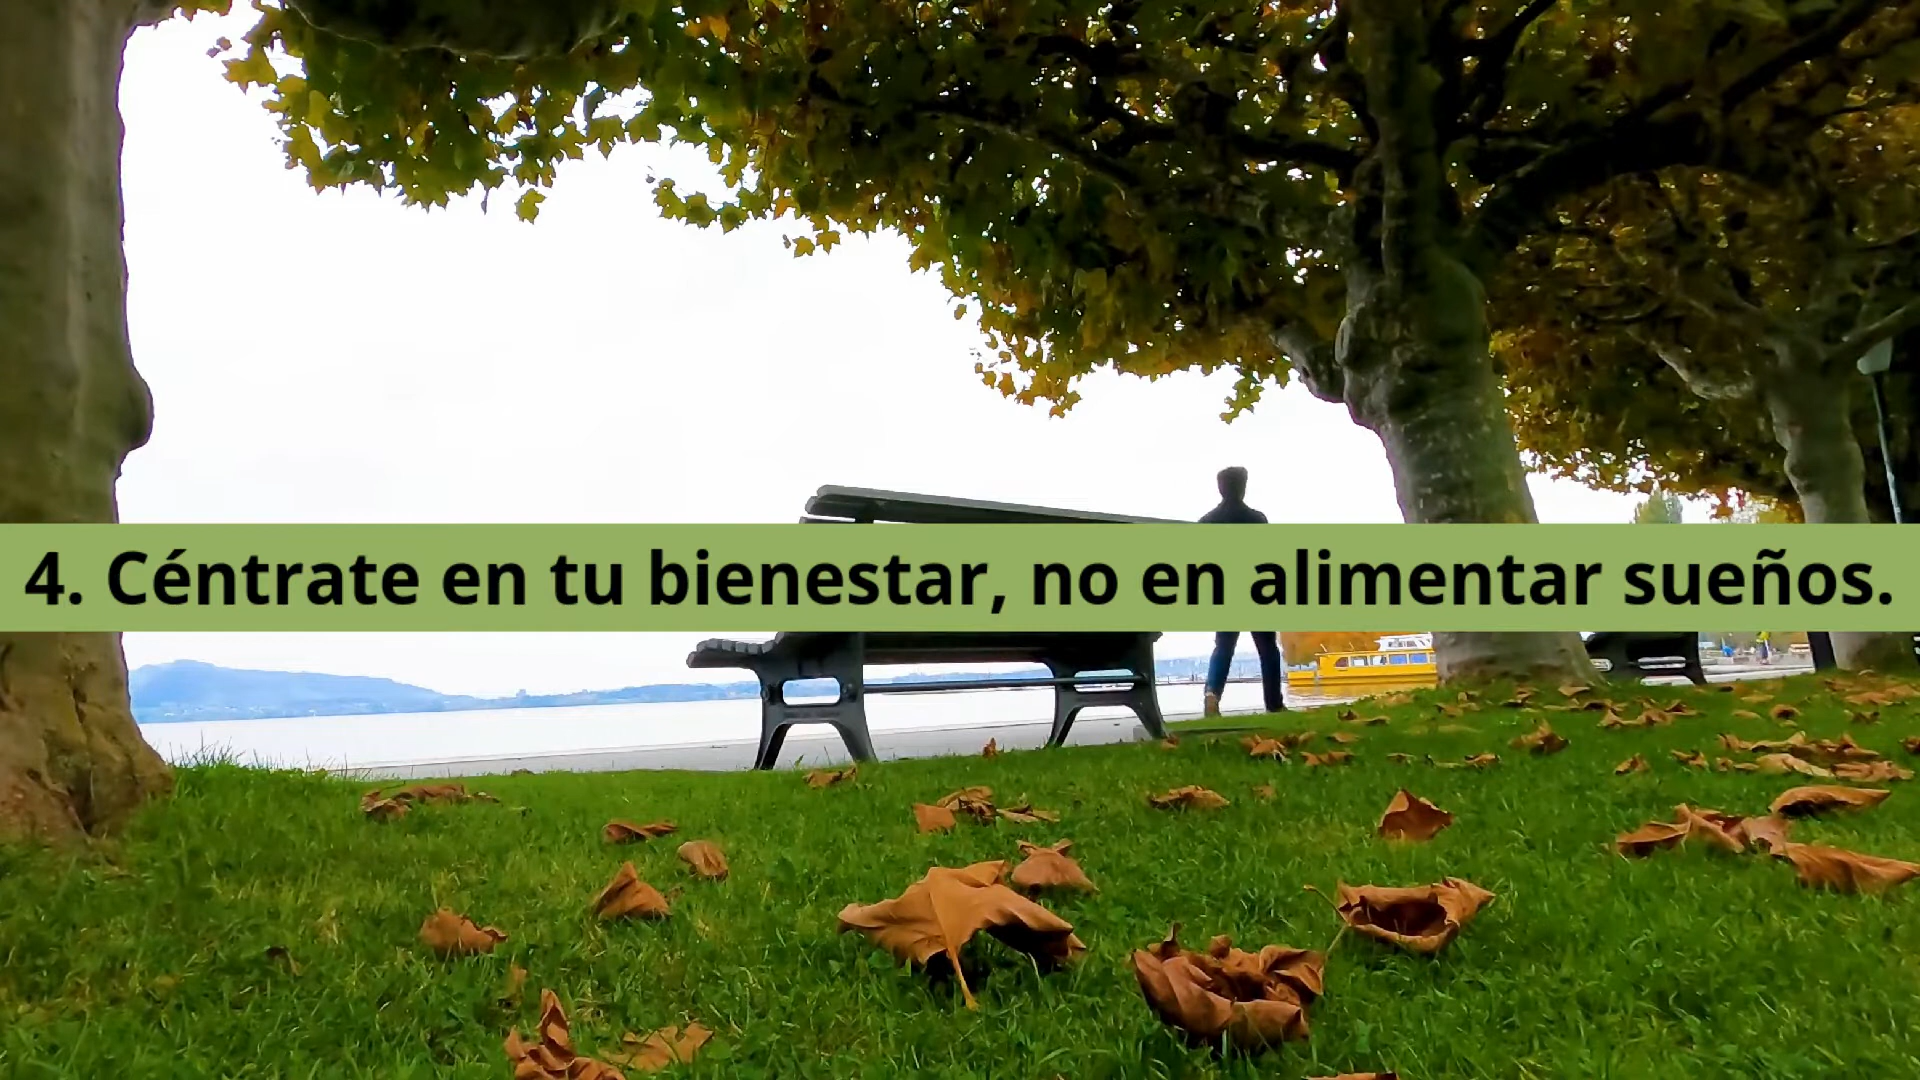 4. Céntrate en tu bienestar, no en alimentar sueños.